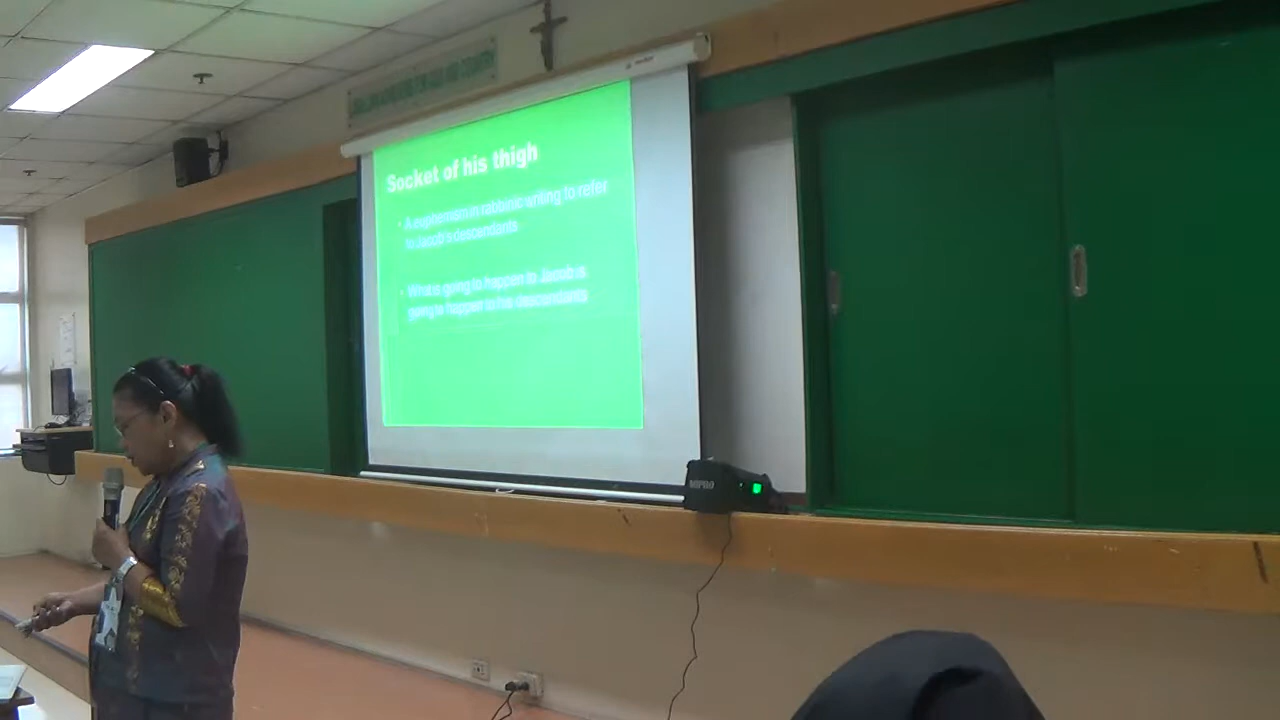 Socket of his thigh
• A euphemism in rabbinic writing to refer
to Jacob's descendants
• What is going to happen to Jacob is
going to happen to his descendants
MIPRO